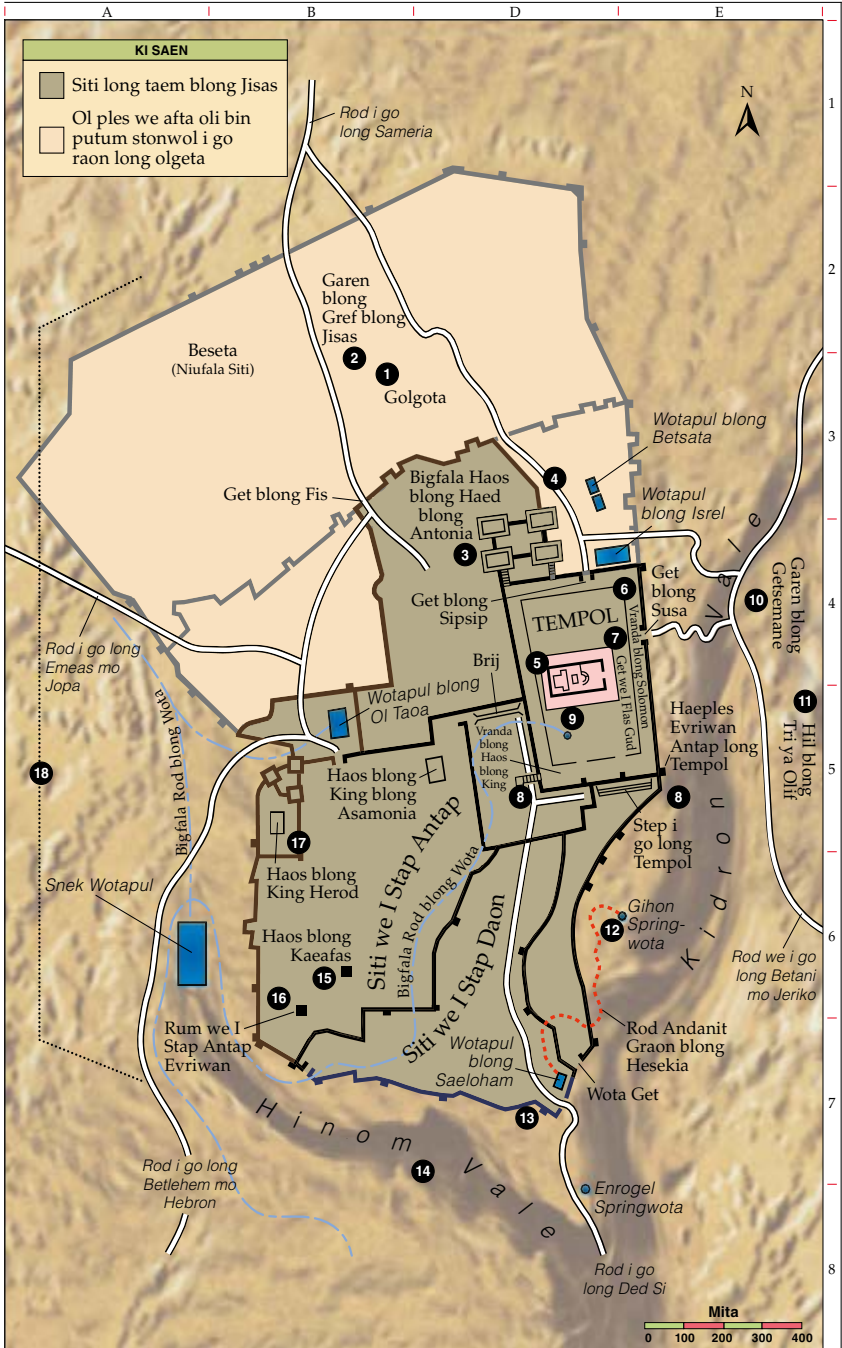 A
B
D
E
KI SAEN
Siti long taem blong Jisas
Ol ples we afta oli bin
putum stonwol i go
raon long olgeta
N
1
Rod i go
long Sameria
2
Garen
blong
Gref blong
Jisas
Beseta
(Niufala Siti)
2
1
Golgota
3
Wotapul blong
Betsata
Bigfala Haos
blong Haed
blong
Antonia
4
Get blong Fis
Wotapul
blong Isrel
3
Vale
4
Garen blong
Getsemane
10
Get blong
Sipsip
6
Get
blong
Susa
TEMPOL
7
Vranda blong Solomon
Get we I Flas Gud
Rod i go long
Emeas mo
Jopa
Brij
5
Wotapul blong
Ol Taoa
9
Haeples
Evriwan
Antap long
Tempol
11
Hil blong
Tri ya Olif
Bigfala Rod blong Wota
Vranda
blong
Haos
blong
King
5
18
Haos blong
King blong
Asamonia
8
8
Step i
go long
Tempol
17
Haos blong
King Herod
Siti we I Stap Antap
Bigfala Rod blong Wota
Kidron
Snek Wotapul
Gihon
Spring-
wota
12
6
Haos blong
Kaeafas
15
Siti we I Stap Daon
Rod we i go
long Betani
mo Jeriko
16
Rum we I
Stap Antap
Evriwan
Wotapul
blong
Saeloham
Rod Andanit
Graon blong
Hesekia
Wota Get
7
13
Hinom Vale
14
Rod i go long
Betlehem mo
Hebron
Enrogel
Springwota
8
Rod i go
long Ded Si
Mita
0 100 200 300 400